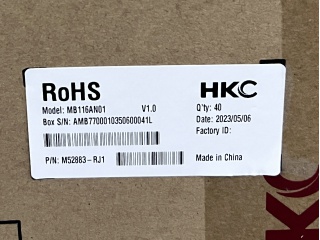 RoHS
HKC
Model: MB116AN01 V1.0
Q'ty: 40
Box S/N: AMB7700010350600041L
Date: 2023/05/06
Factory ID:
P/N: M52883-RJ1
Made in China
KC